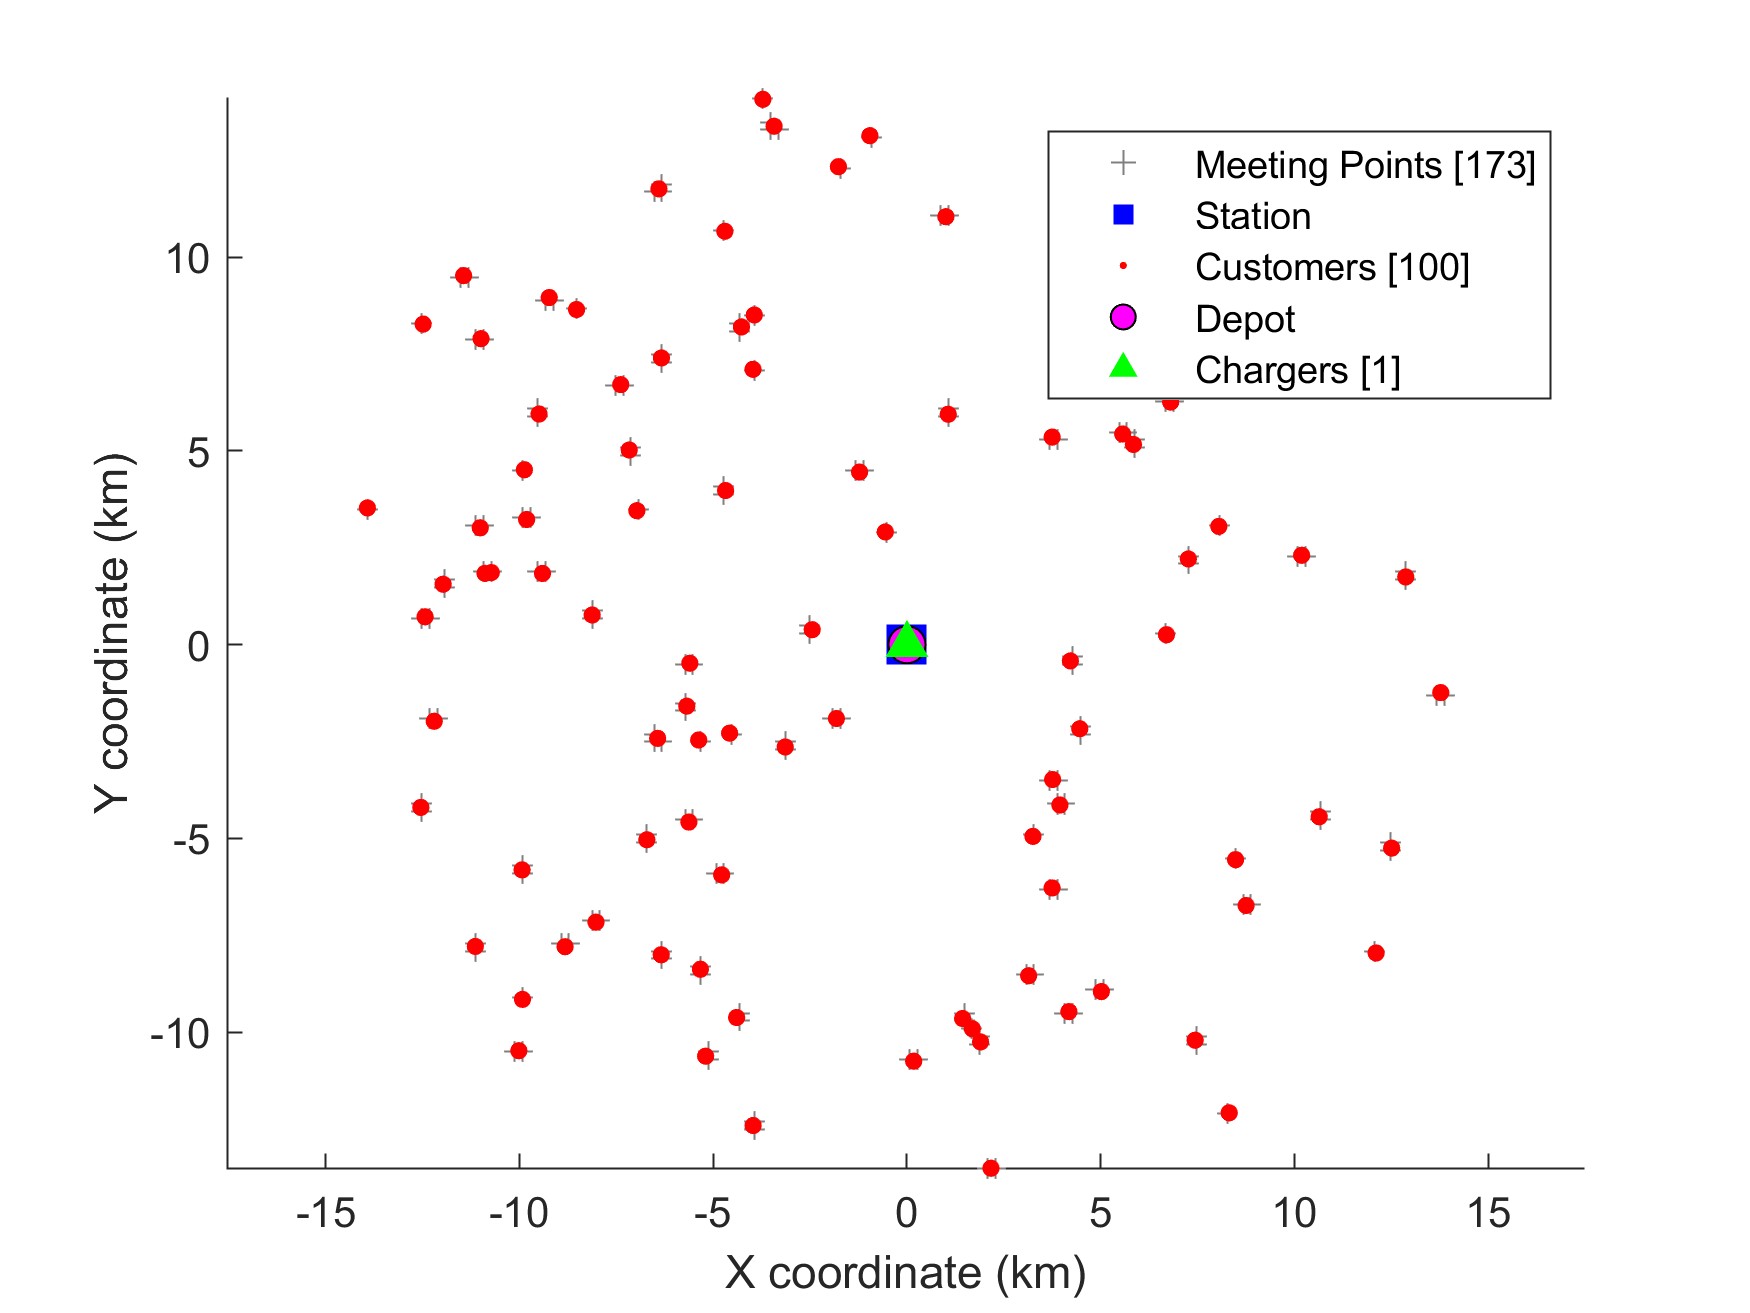 Meeting Points [173]
Station
Customers [100]
Depot
Chargers [1]
10
5
0
-5
-10
Y coordinate (km)
-15 -10 -5 0 5 10 15
X coordinate (km)